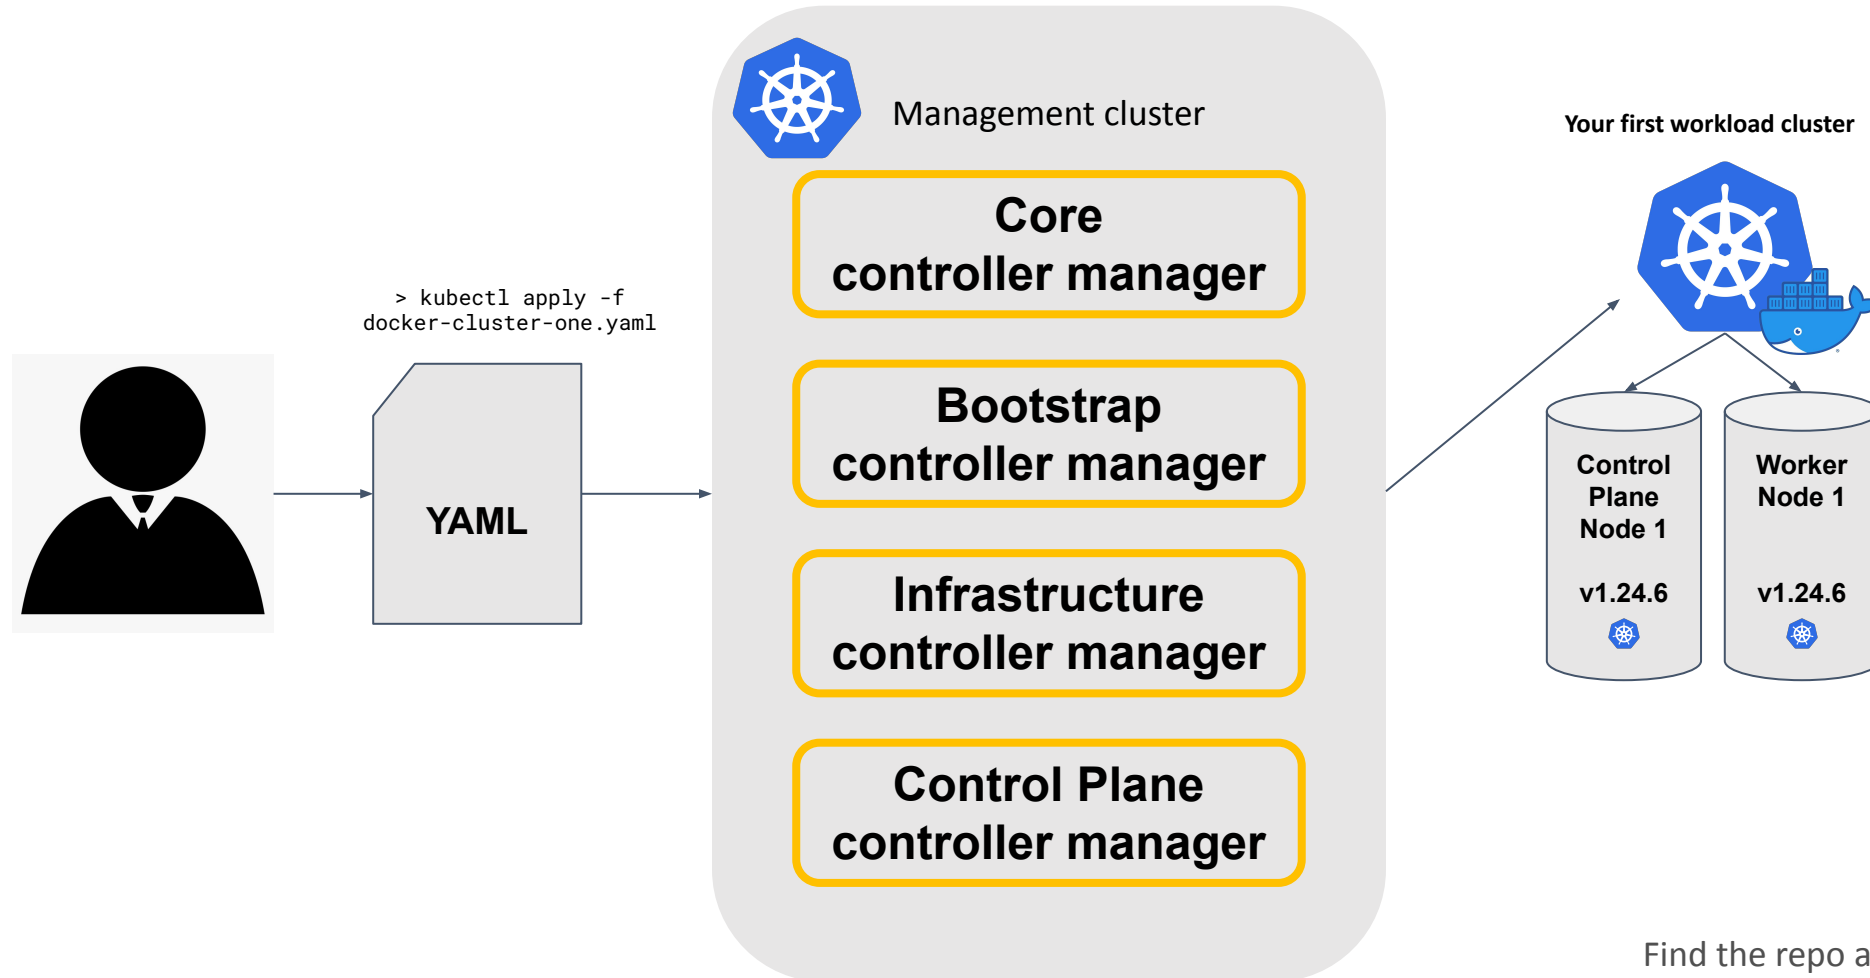 Management cluster
Your first workload cluster
Core
controller manager
> kubectl apply -f
docker-cluster-one.yaml
Bootstrap
controller manager
YAML
Control
Plane
Node 1
v1.24.6
Worker
Node 1
v1.24.6
Infrastructure
controller manager
Control Plane
controller manager
Find the repo a